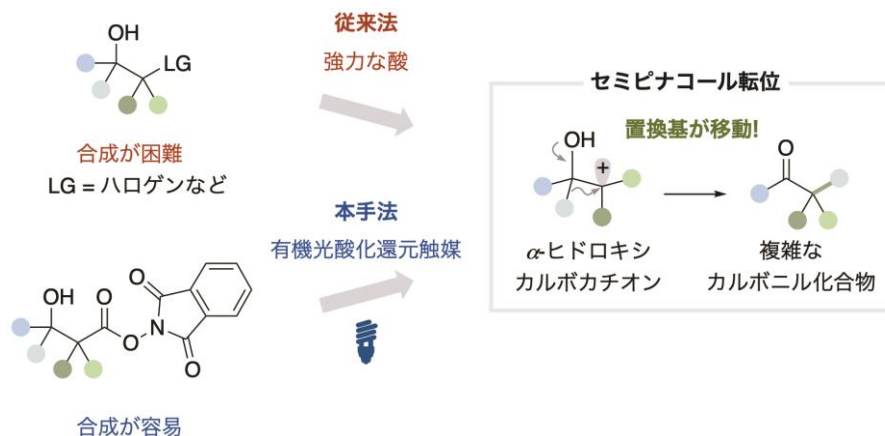 OH
LG
合成が困難
LG = ハロゲンなど
従来法
強力な酸
本手法
有機光酸化還元触媒
OH
O
O
N
O
O
合成が容易
セミピナコール転位
置換基が移動!
OH
+
α-ヒドロキシ
カルボカチオン
O
複雑な
カルボニル化合物